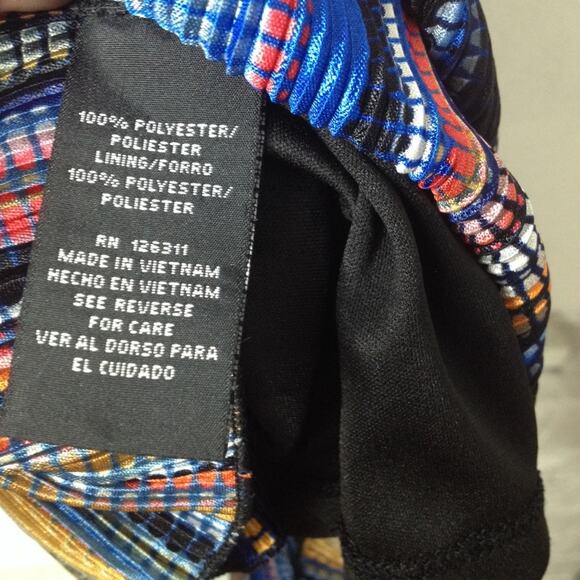 100% POLYESTER/
POLIESTER
LINING/FORRO
100% POLYESTER/
POLIESTER
RN 126311
MADE IN VIETNAM
HECHO EN VIETNAM
SEE REVERSE
FOR CARE
VER AL DORSO PARA
EL CUIDADO